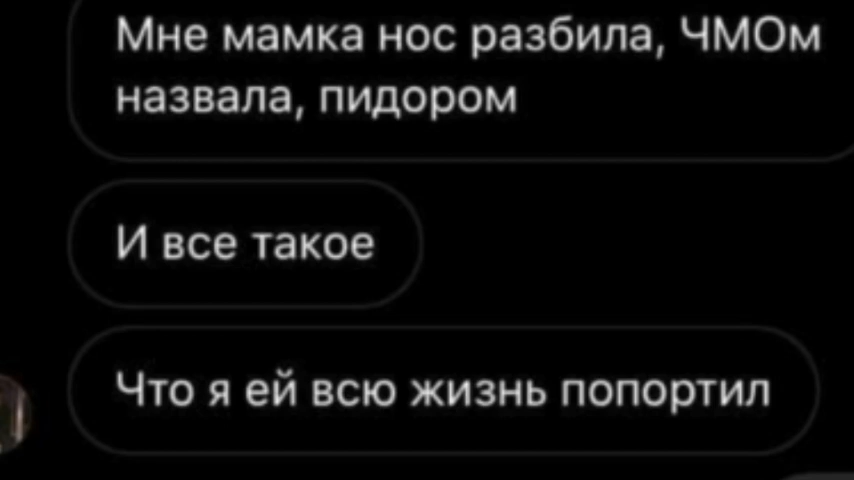 Мне мамка нос разбила, ЧМОм
назвала, пидором
И все такое
Что я ей всю жизнь попортил